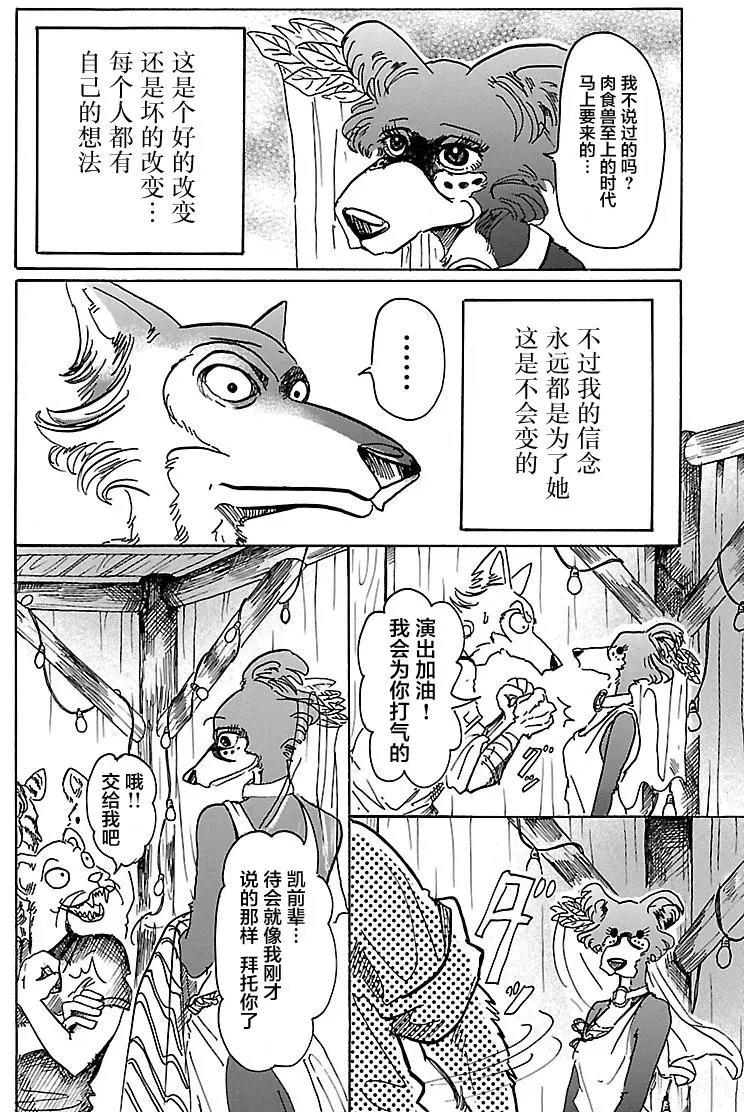 我不说过的吗?
肉食兽至上的时代
马上要来的…
这是个好的改变
还是坏的改变…
每个人都有
自己的想法
不过我的信念
永远都是为了她
这是不会变的
……
演出加油!
我会为你打气的
凯前辈…
待会就像我刚才
说的那样 拜托你了
哦!!
交给我吧